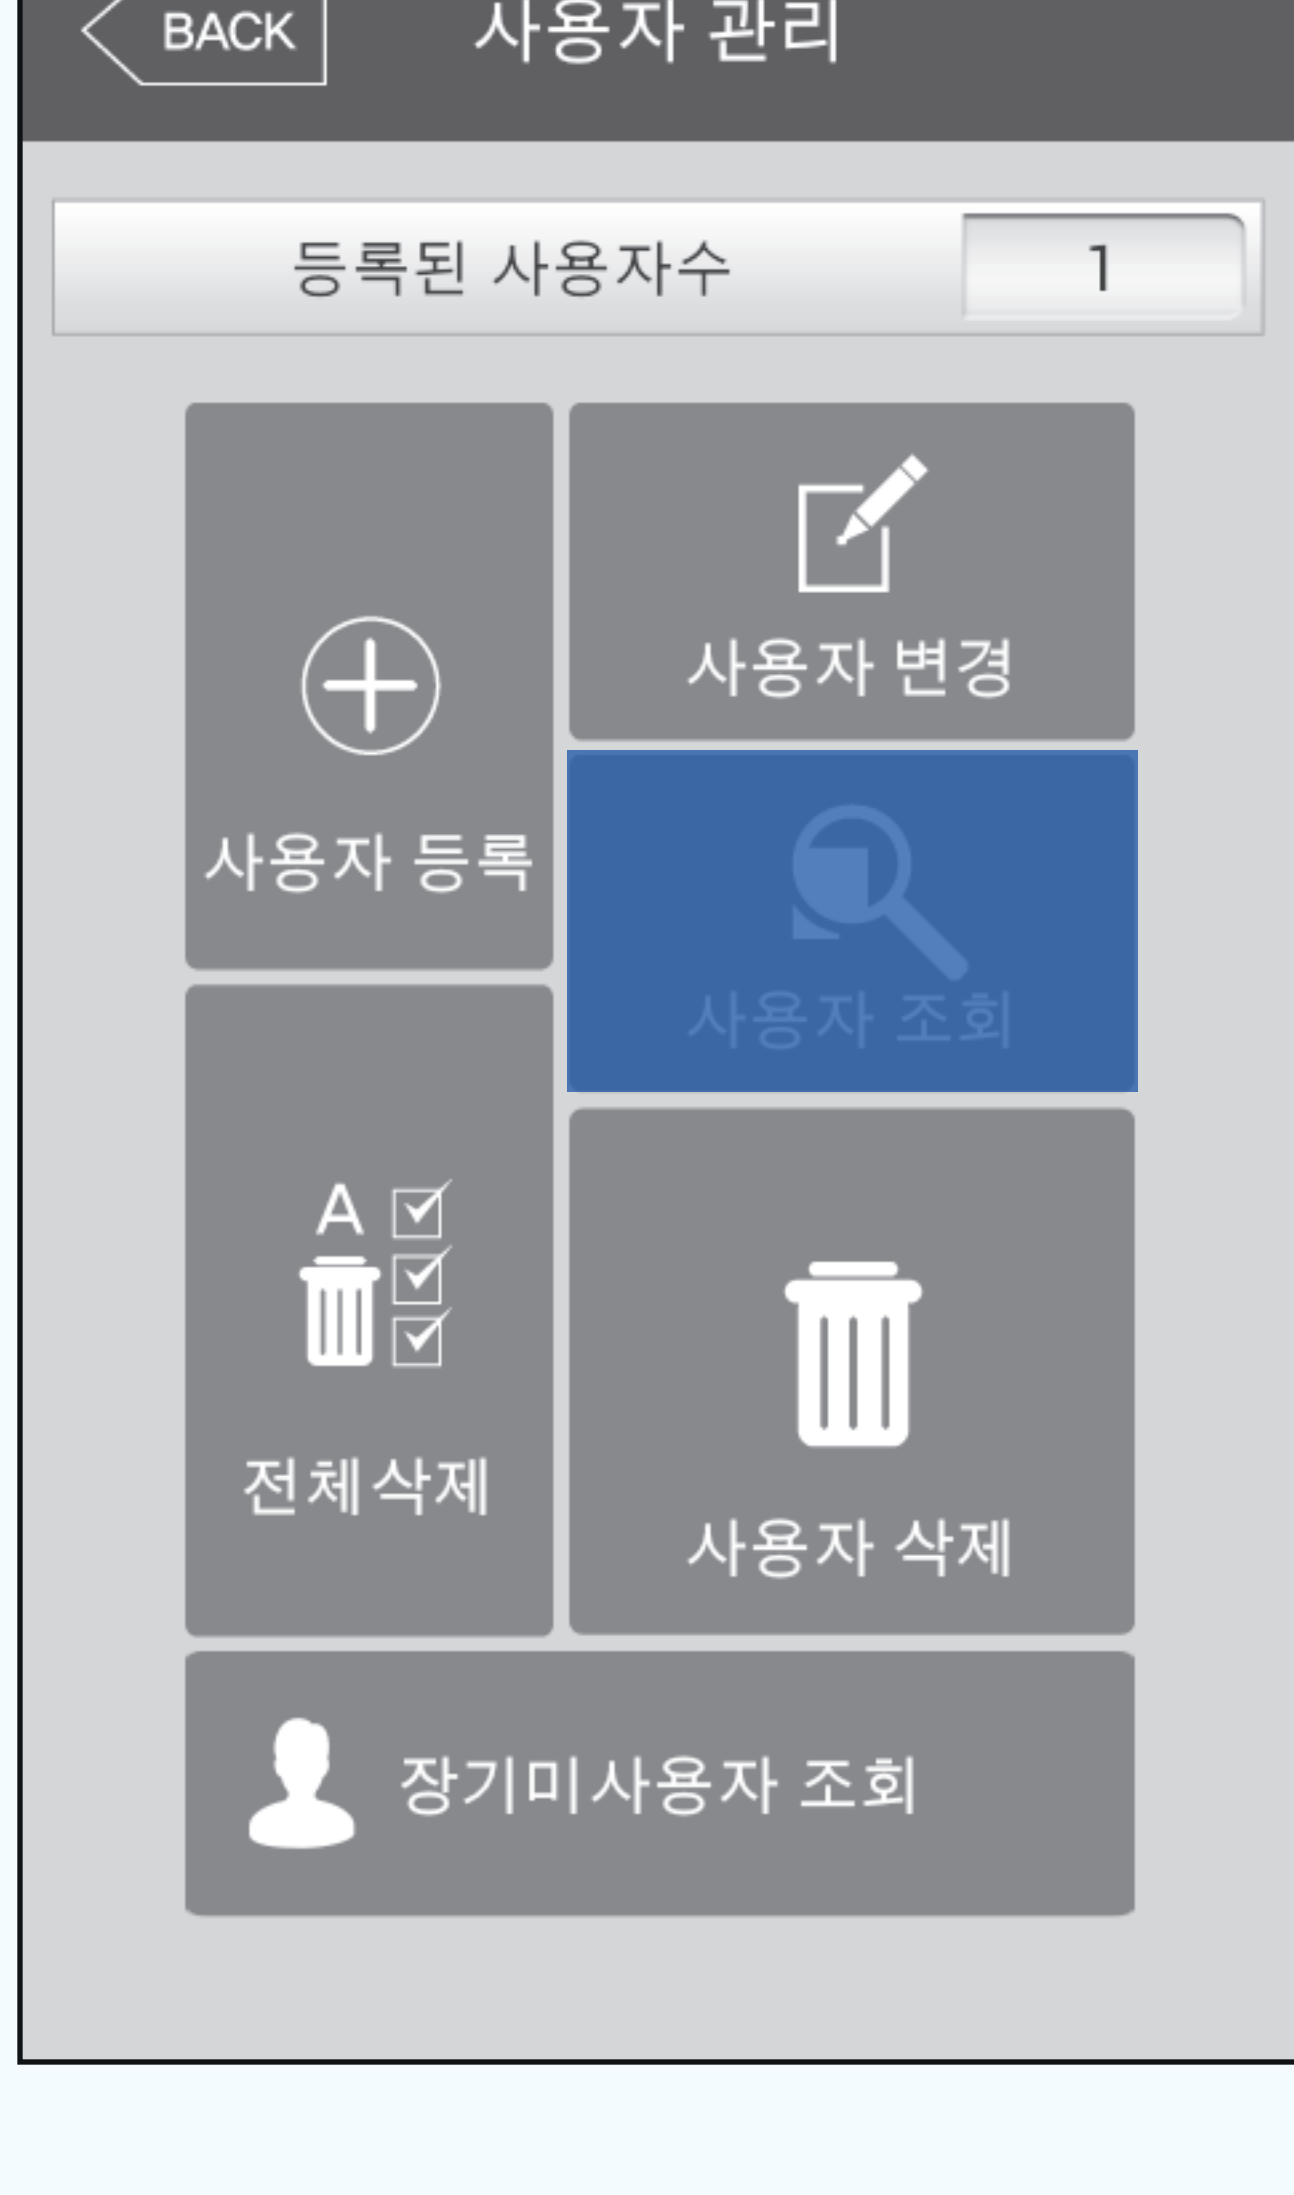 BACK 사용자 관리
등록된 사용자수 1
사용자 변경
사용자 등록
사용자 조회
A
전체삭제
사용자 삭제
장기미사용자 조회